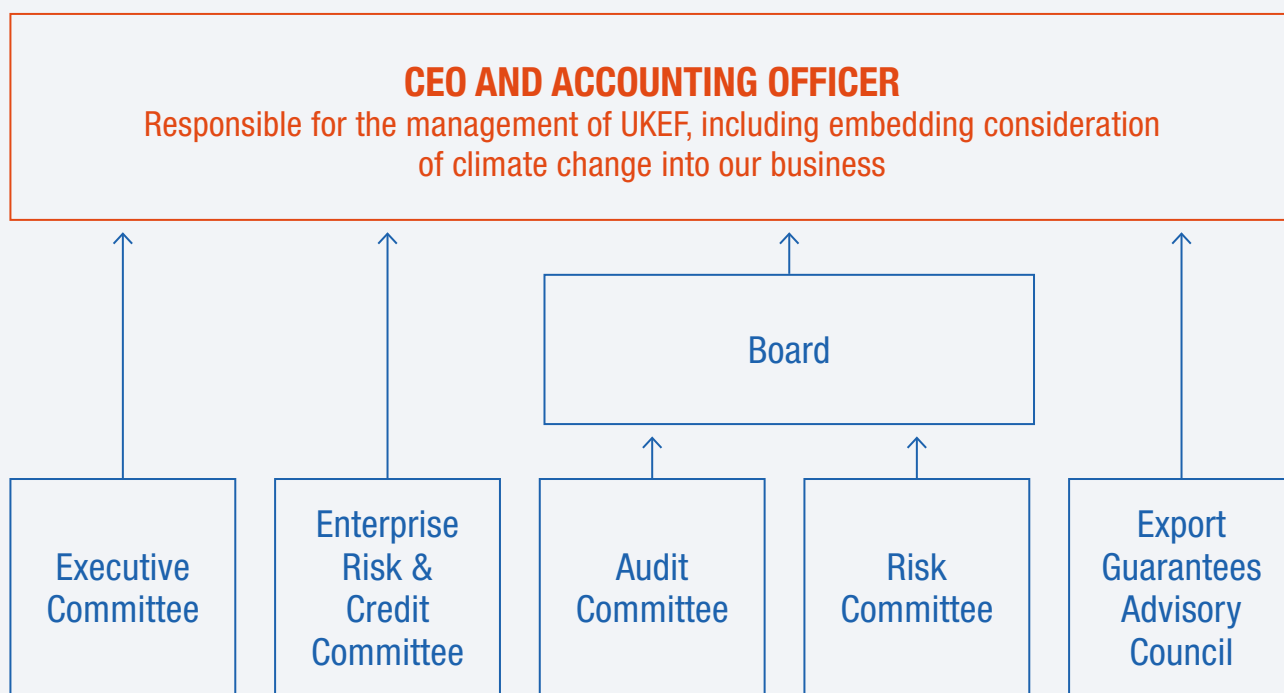 CEO AND ACCOUNTING OFFICER
Responsible for the management of UKEF, including embedding consideration
of climate change into our business
Board
Executive
Committee
Enterprise
Risk &
Credit
Committee
Audit
Committee
Risk
Committee
Export
Guarantees
Advisory
Council